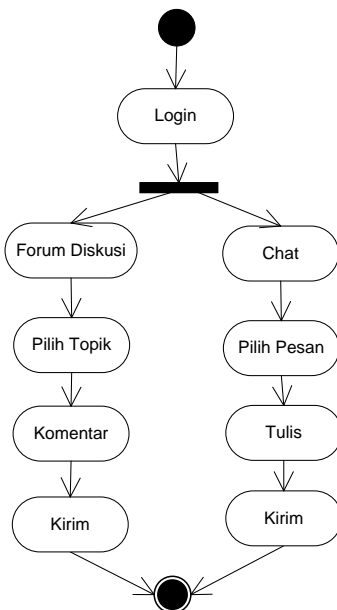 Login
Forum Diskusi
Chat
Pilih Topik
Pilih Pesan
Komentar
Tulis
Kirim
Kirim